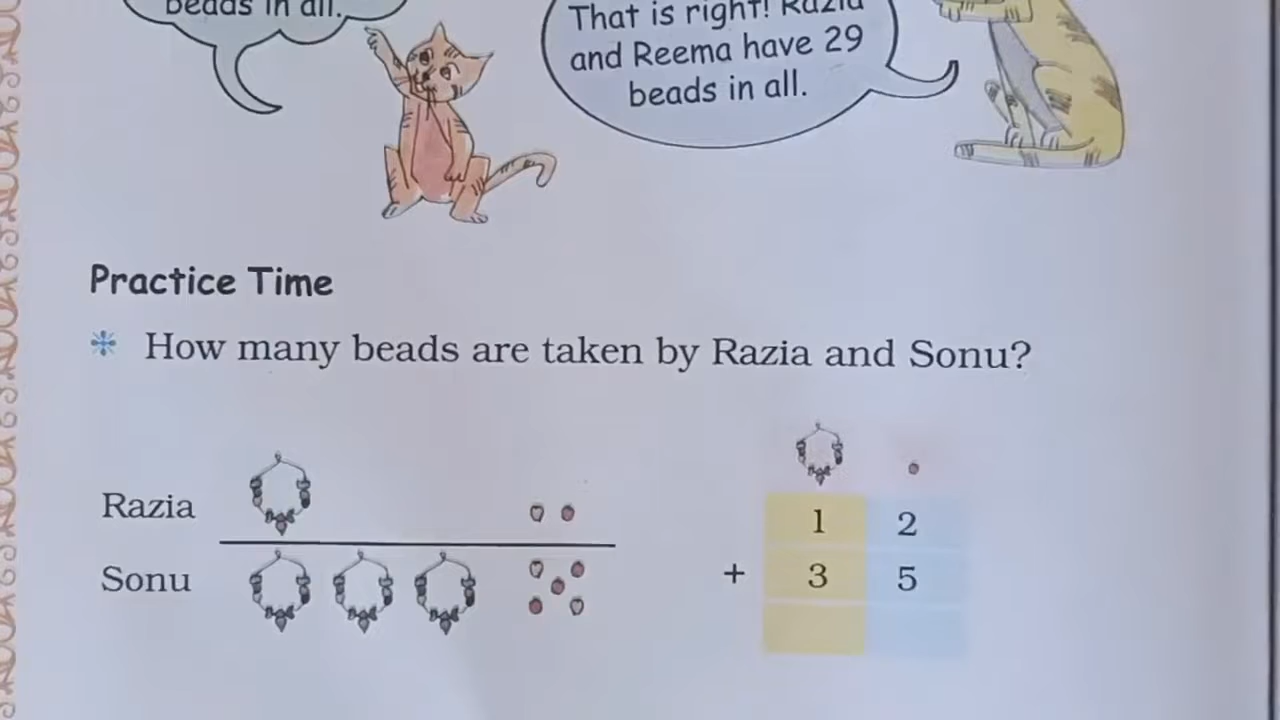 beads in all.
That is right! Razia
and Reema have 29
beads in all.
Practice Time
How many beads are taken by Razia and Sonu?
Razia
1 2
Sonu
+ 3 5